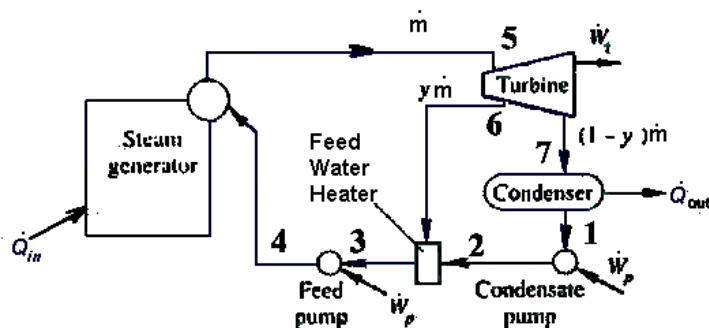 ṁ
5
Ẇt
Turbine
y ṁ
6
Steam
generator
Feed
Water
Heater
7
(1 - y )ṁ
Condenser
Q̇out
1
Q̇in
4
3
2
Ẇp
Feed
pump
Ẇp
Condensate
pump